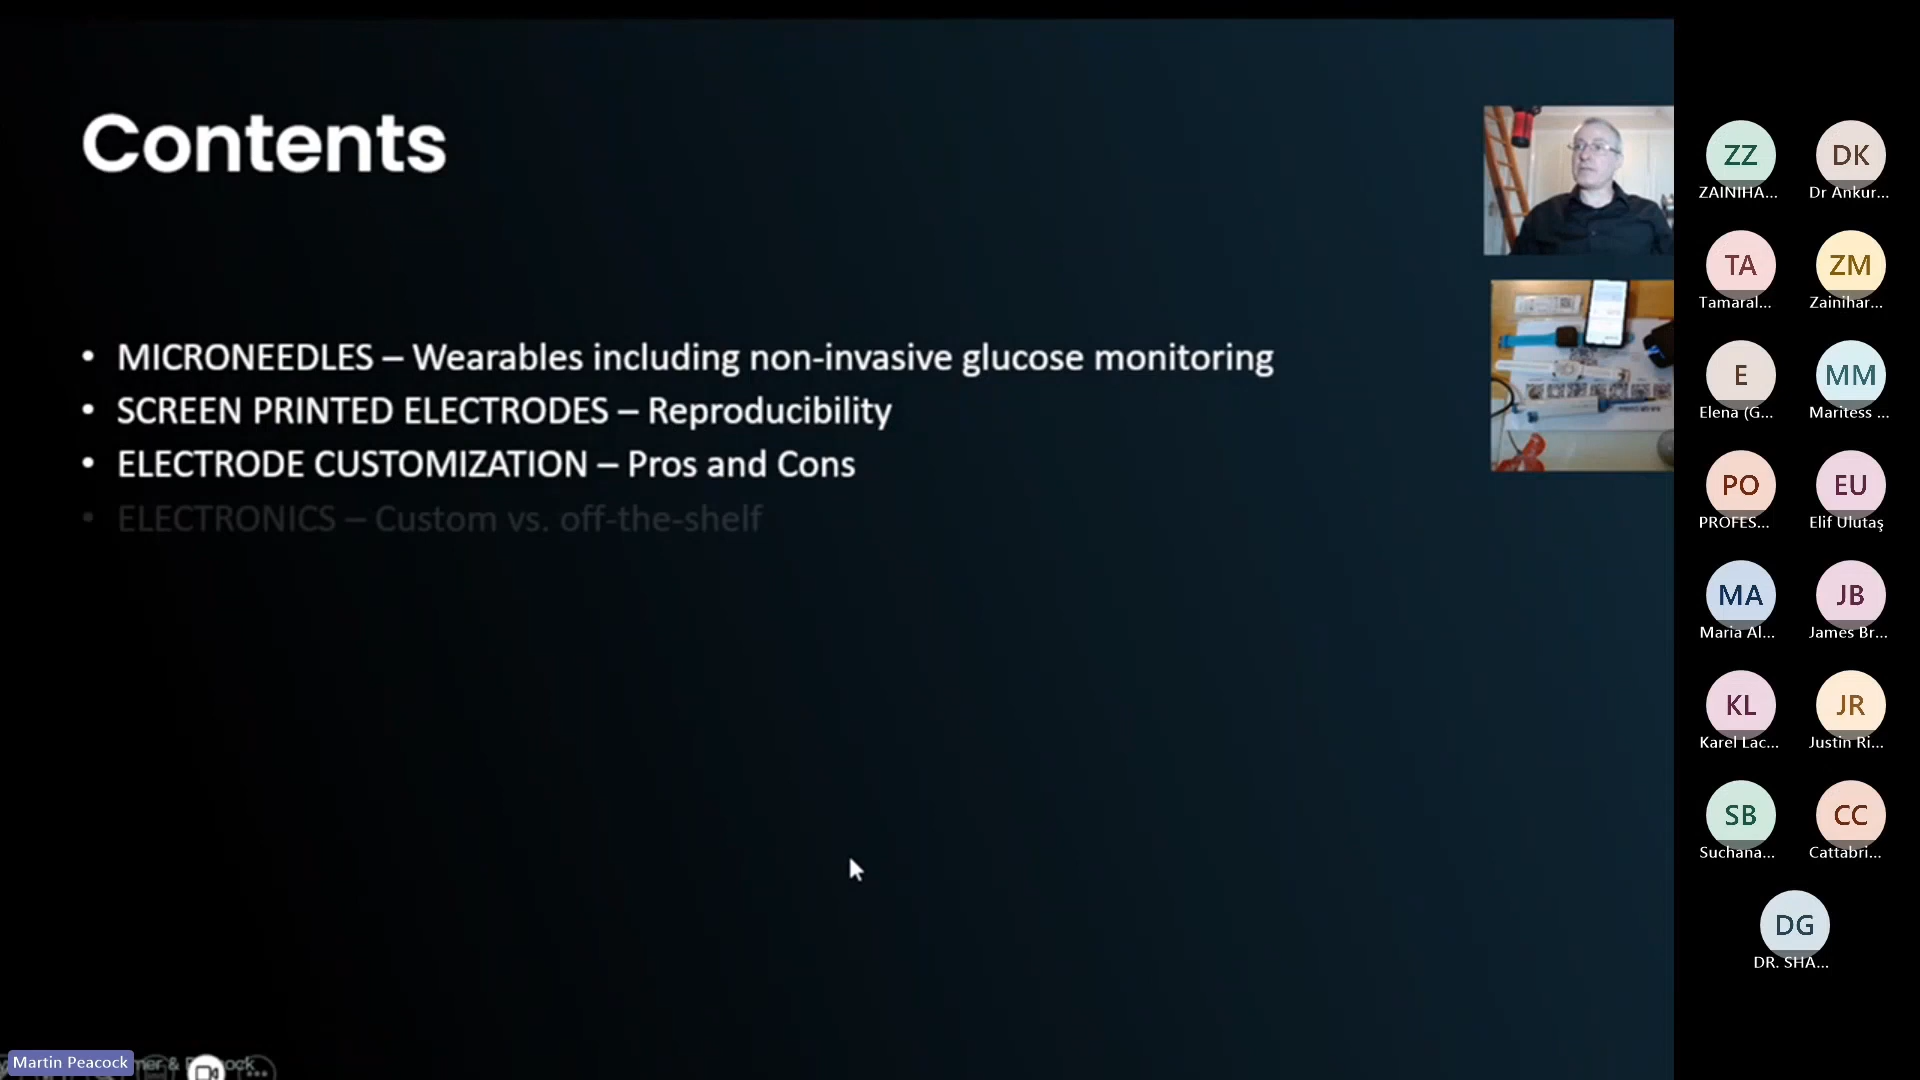 Contents
• MICRONEEDLES – Wearables including non-invasive glucose monitoring
• SCREEN PRINTED ELECTRODES – Reproducibility
• ELECTRODE CUSTOMIZATION – Pros and Cons
• ELECTRONICS – Custom vs. off-the-shelf
ZZ
ZAINIHA...
DK
Dr Ankur...
TA
Tamaral...
ZM
Zainihar...
E
Elena (G...
MM
Maritess ...
PO
PROFES...
EU
Elif Ulutaş
MA
Maria Al...
JB
James Br...
KL
Karel Lac...
JR
Justin Ri...
SB
Suchana...
CC
Cattabri...
DG
DR. SHA...
Martin Peacock